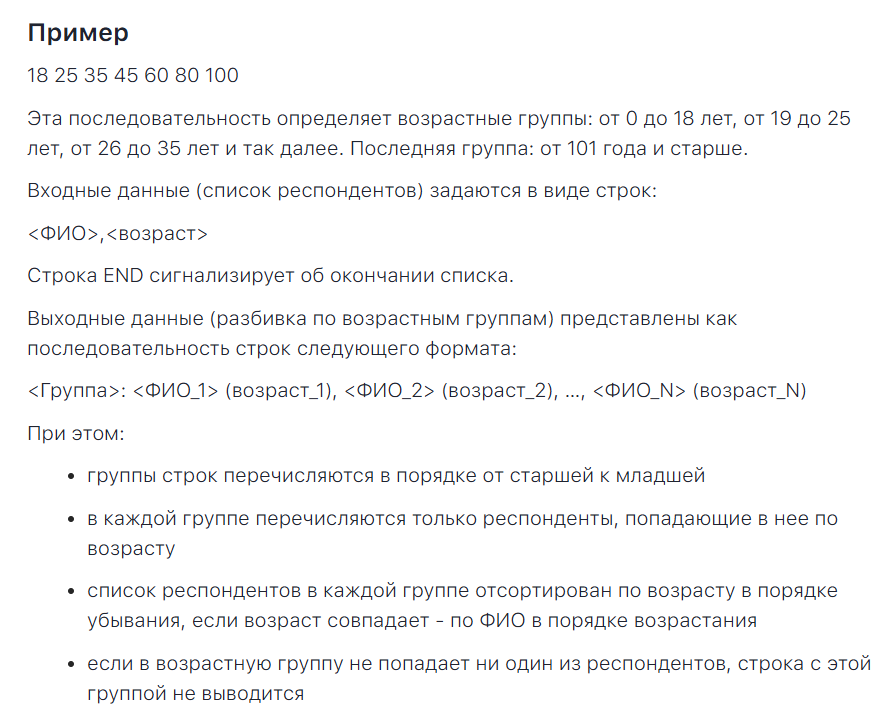 Пример
18 25 35 45 60 80 100
Эта последовательность определяет возрастные группы: от 0 до 18 лет, от 19 до 25
лет, от 26 до 35 лет и так далее. Последняя группа: от 101 года и старше.
Входные данные (список респондентов) задаются в виде строк:
<ФИО>,<возраст>
Строка END сигнализирует об окончании списка.
Выходные данные (разбивка по возрастным группам) представлены как
последовательность строк следующего формата:
<Группа>: <ФИО_1> (возраст_1), <ФИО_2> (возраст_2), …, <ФИО_N> (возраст_N)
При этом:
• группы строк перечисляются в порядке от старшей к младшей
• в каждой группе перечисляются только респонденты, попадающие в нее по
возрасту
• список респондентов в каждой группе отсортирован по возрасту в порядке
убывания, если возраст совпадает - по ФИО в порядке возрастания
• если в возрастную группу не попадает ни один из респондентов, строка с этой
группой не выводится